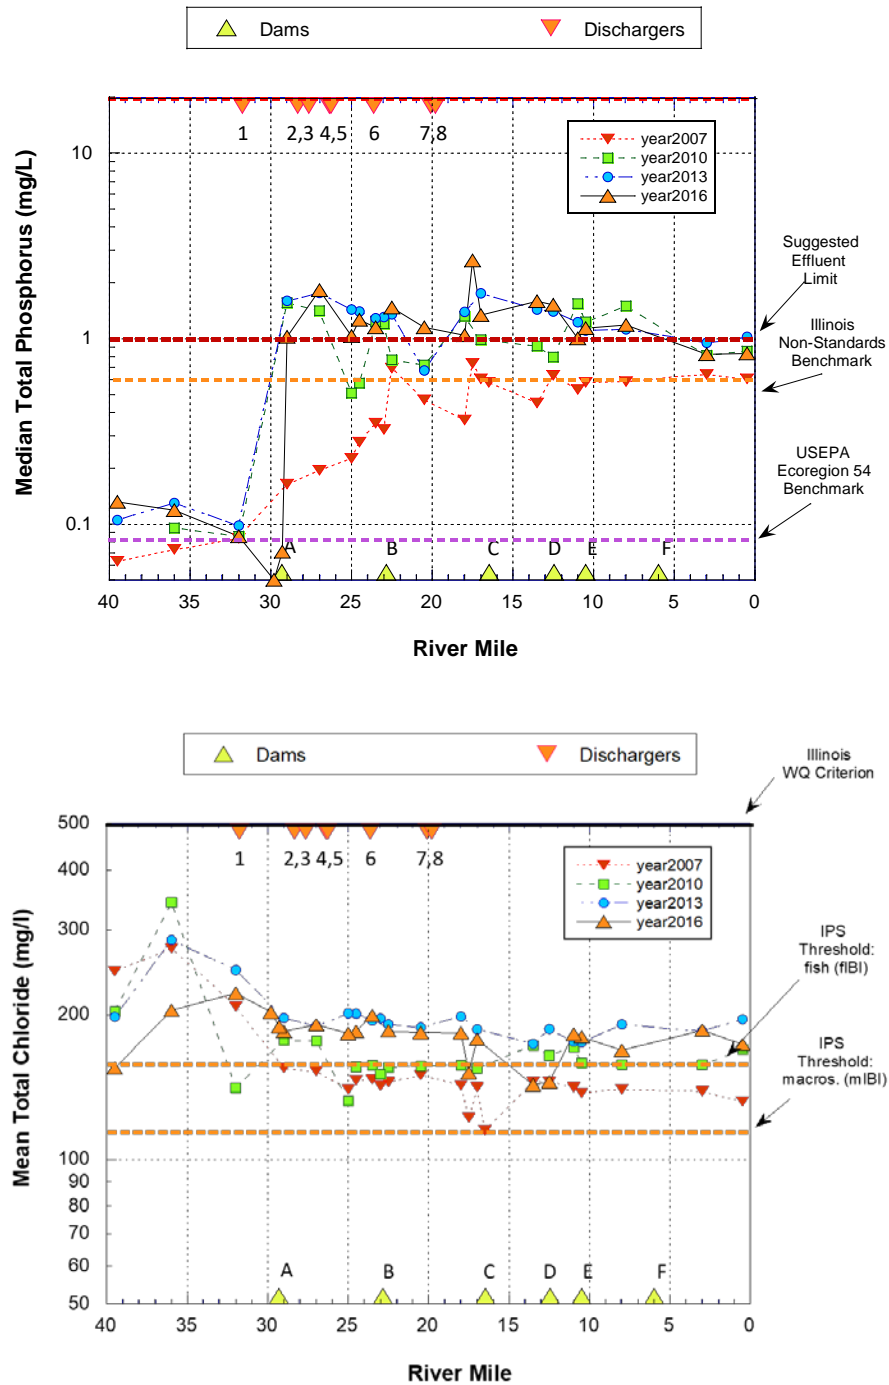 Dams Dischargers
Median Total Phosphorus (mg/L)
10
1
0.1
1 2,3 4,5 6 7,8
year2007
year2010
year2013
year2016
Suggested
Effluent
Limit
Illinois
Non-Standards
Benchmark
USEPA
Ecoregion 54
Benchmark
A B C D E F
40 35 30 25 20 15 10 5 0
River Mile
Dams Dischargers
Illinois
WQ Criterion
Mean Total Chloride (mg/l)
500
400
300
200
100
90
80
70
60
50
1 2,3 4,5 6 7,8
year2007
year2010
year2013
year2016
IPS
Threshold:
fish (fIBI)
IPS
Threshold:
macros. (mIBI)
A B C D E F
40 35 30 25 20 15 10 5 0
River Mile